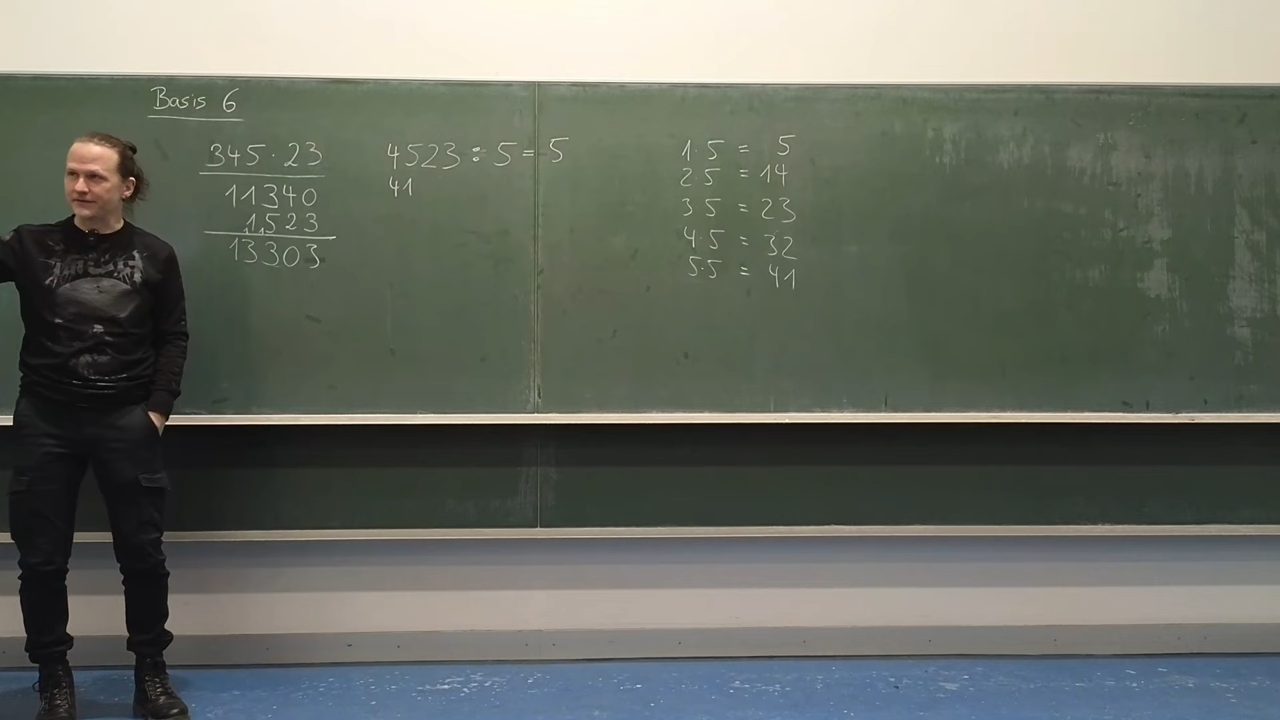 Basis 6
345 · 23
11340
1523
13303
4523 : 5 = 5
41
1·5 = 5
2 5 = 14
3 5 = 23
4·5 = 32
5·5 = 41